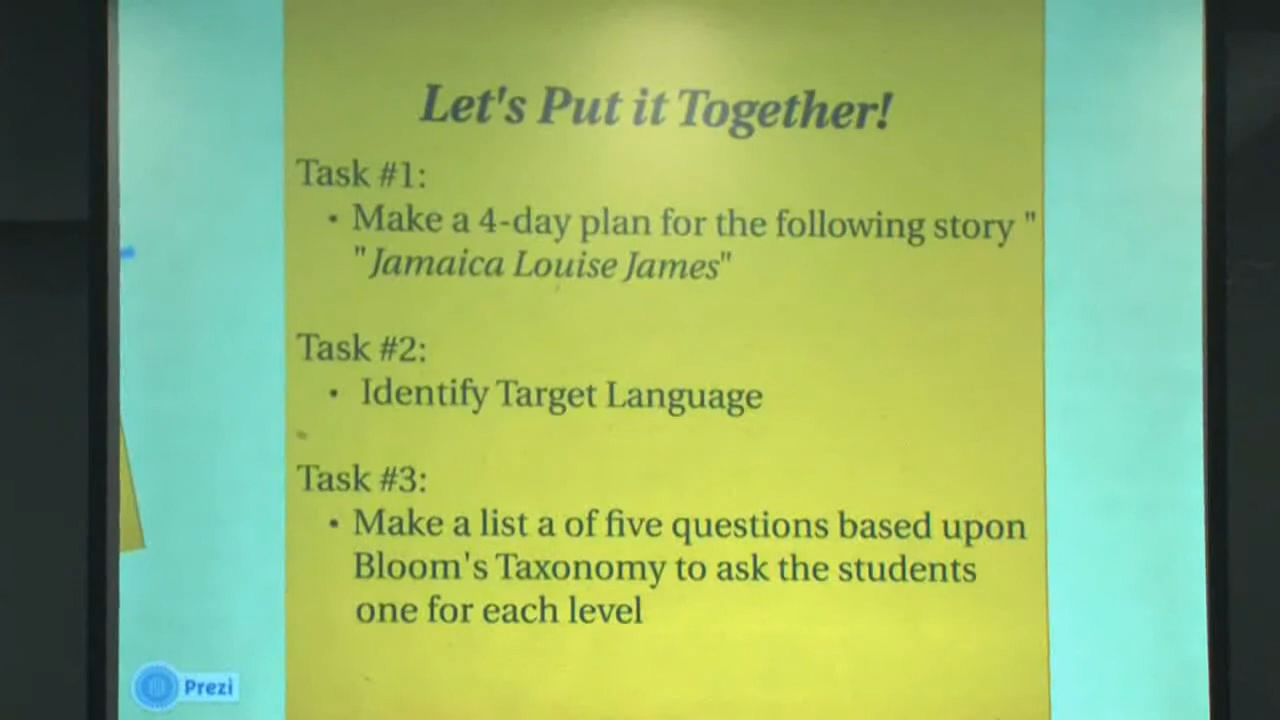 Let's Put it Together!
Task #1:
• Make a 4-day plan for the following story "
"Jamaica Louise James"
Task #2:
• Identify Target Language
Task #3:
• Make a list a of five questions based upon
Bloom's Taxonomy to ask the students
one for each level
Prezi